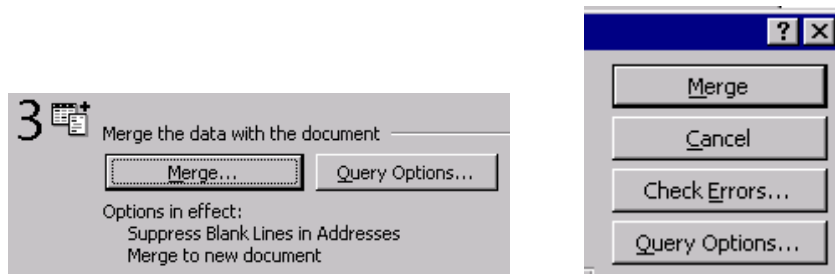 3
Merge the data with the document
Merge... Query Options...
Options in effect:
Suppress Blank Lines in Addresses
Merge to new document
? X
Merge
Cancel
Check Errors...
Query Options...